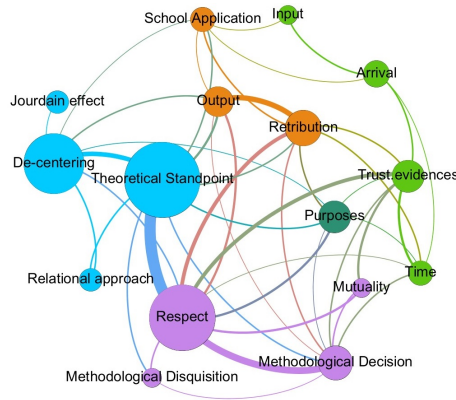 School Application
Input
Arrival
Jourdain effect
Output
Retribution
De-centering
Theoretical Standpoint
Trust.evidences
Purposes
Relational approach
Time
Mutuality
Respect
Methodological Decision
Methodological Disquisition